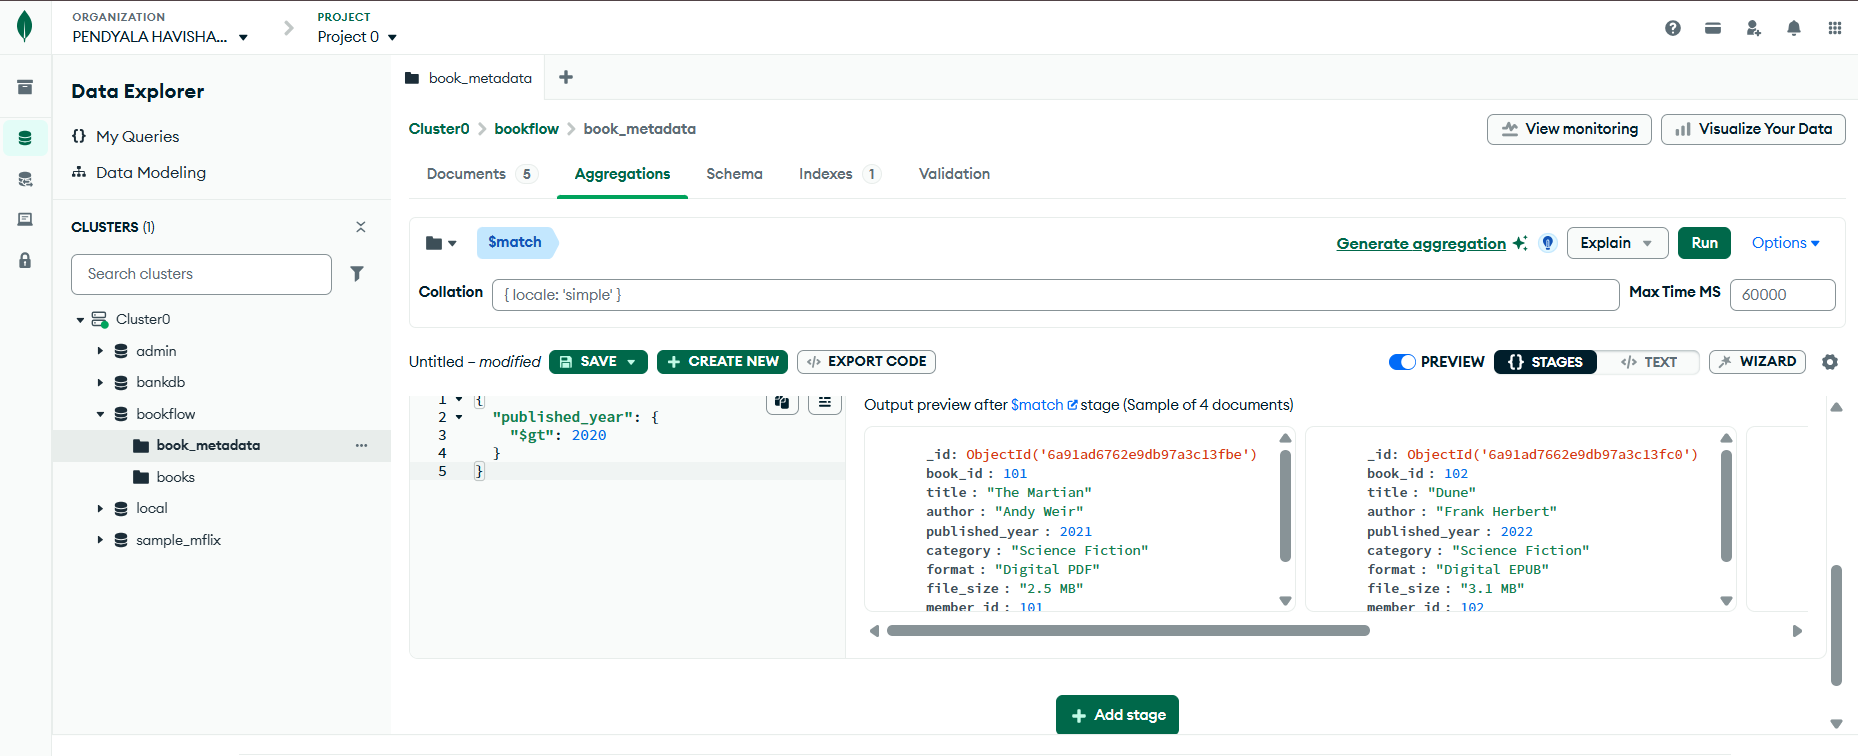 ORGANIZATION
PENDYALA HAVISHA...
PROJECT
Project 0
Data Explorer
My Queries
Data Modeling
CLUSTERS (1)
Search clusters
Cluster0
admin
bankdb
bookflow
book_metadata
books
local
sample_mflix
book_metadata
Cluster0 > bookflow > book_metadata
View monitoring
Visualize Your Data
Documents 5
Aggregations
Schema
Indexes 1
Validation
$match
Generate aggregation
Explain
Run
Options
Collation { locale: 'simple' }
Max Time MS 60000
Untitled – modified
SAVE
CREATE NEW
EXPORT CODE
PREVIEW
{} STAGES
</> TEXT
WIZARD
1 {
2 "published_year": {
3 "$gt": 2020
4 }
5 }
Output preview after $match stage (Sample of 4 documents)
_id: ObjectId('6a91ad6762e9db97a3c13fbe')
book_id : 101
title : "The Martian"
author : "Andy Weir"
published_year : 2021
category : "Science Fiction"
format : "Digital PDF"
file_size : "2.5 MB"
member_id : 101
_id: ObjectId('6a91ad7662e9db97a3c13fc0')
book_id : 102
title : "Dune"
author : "Frank Herbert"
published_year : 2022
category : "Science Fiction"
format : "Digital EPUB"
file_size : "3.1 MB"
member_id : 102
+ Add stage